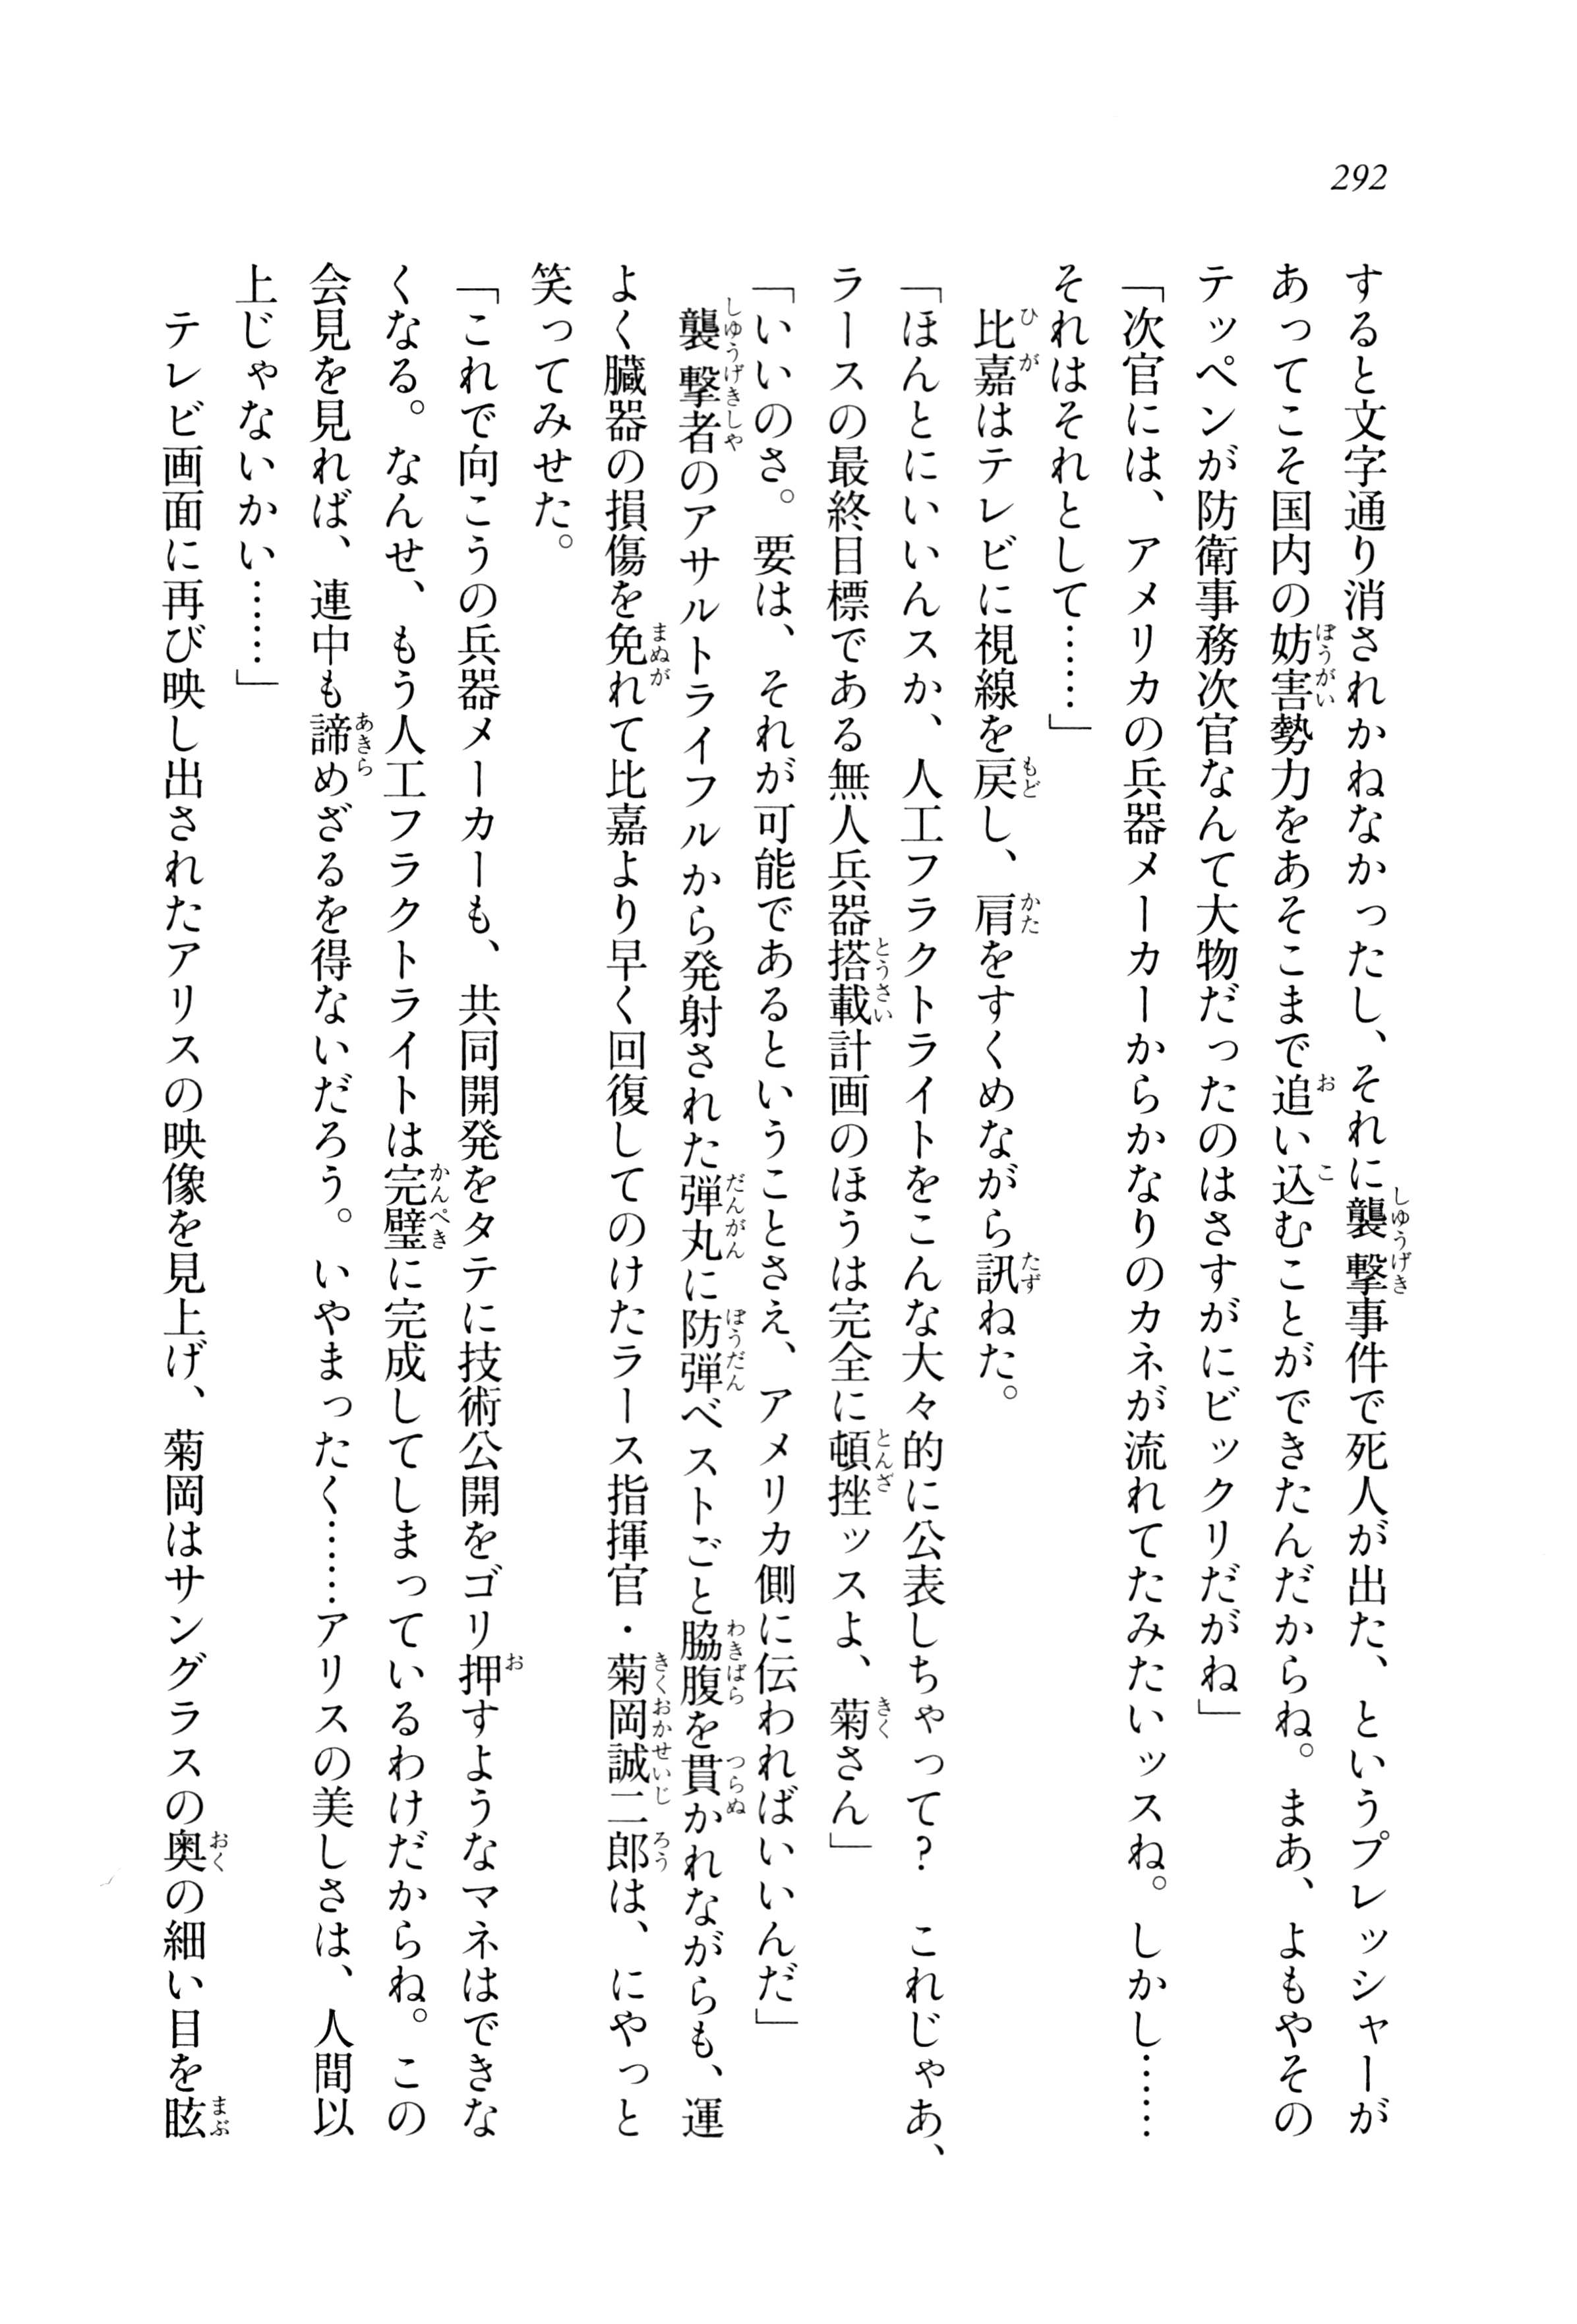 292
すると文字通り消されかねなかったし、それに襲撃事件で死人が出た、というプレッシャーが
あってこそ国内の妨害勢力をあそこまで追い込むことができたんだからね。まあ、よもやその
テッペンが防衛事務次官なんて大物だったのはさすがにビックリだがね」
「次官には、アメリカの兵器メーカーからかなりのカネが流れてたみたいッスね。しかし……
それはそれとして……」
　比嘉はテレビに視線を戻し、肩をすくめながら訊ねた。
「ほんとにいいんスか、人工フラクトライトをこんな大々的に公表しちゃって？　これじゃあ、
ラースの最終目標である無人兵器搭載計画のほうは完全に頓挫ッスよ、菊さん」
「いいのさ。要は、それが可能であるということさえ、アメリカ側に伝わればいいんだ」
　襲撃者のアサルトライフルから発射された弾丸に防弾ベストごと脇腹を貫かれながらも、運
よく臓器の損傷を免れて比嘉より早く回復してのけたラース指揮官・菊岡誠二郎は、にやっと
笑ってみせた。
「これで向こうの兵器メーカーも、共同開発をタテに技術公開をゴリ押すようなマネはできな
くなる。なんせ、もう人工フラクトライトは完璧に完成してしまっているわけだからね。この
会見を見れば、連中も諦めざるを得ないだろう。いやまったく……アリスの美しさは、人間以
上じゃないかい……」
　テレビ画面に再び映し出されたアリスの映像を見上げ、菊岡はサングラスの奥の細い目を眩